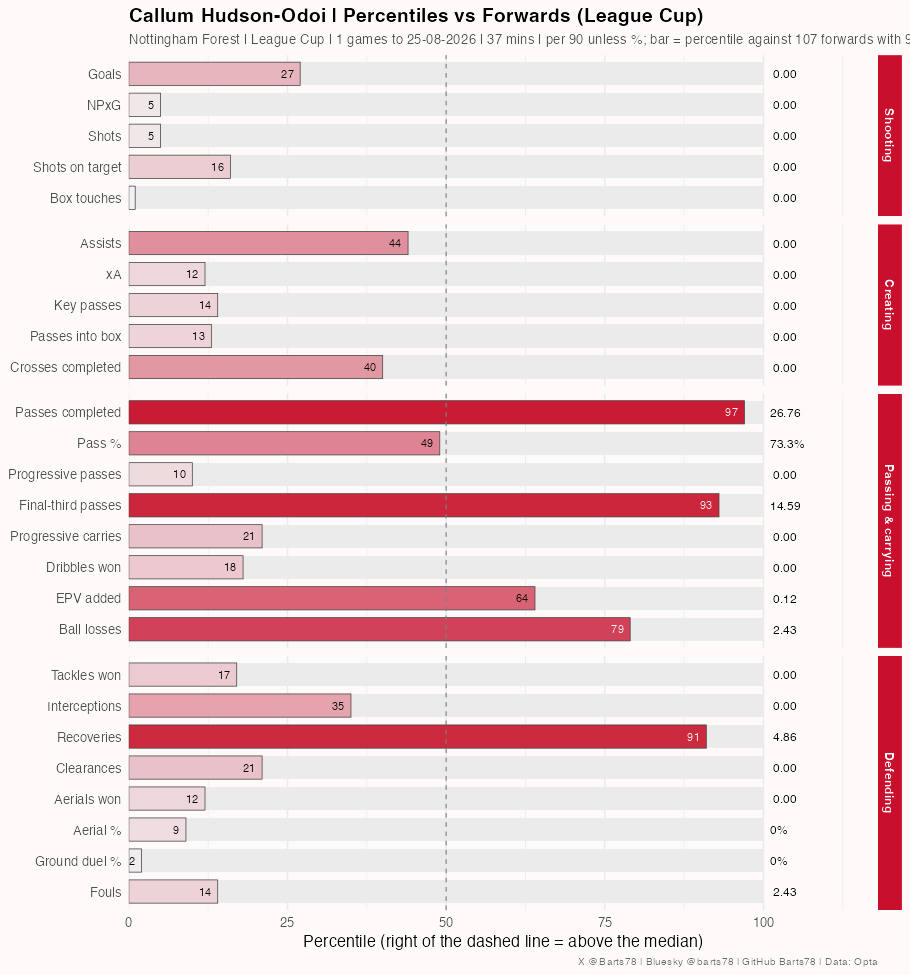 Callum Hudson-Odoi | Percentiles vs Forwards (League Cup)
Nottingham Forest | League Cup | 1 games to 25-08-2026 | 37 mins | per 90 unless %; bar = percentile against 107 forwards with 9
Goals 27 0.00
NPxG 5 0.00
Shots 5 0.00
Shots on target 16 0.00
Box touches 0.00
Shooting
Assists 44 0.00
xA 12 0.00
Key passes 14 0.00
Passes into box 13 0.00
Crosses completed 40 0.00
Creating
Passes completed 97 26.76
Pass % 49 73.3%
Progressive passes 10 0.00
Final-third passes 93 14.59
Progressive carries 21 0.00
Dribbles won 18 0.00
EPV added 64 0.12
Ball losses 79 2.43
Passing & carrying
Tackles won 17 0.00
Interceptions 35 0.00
Recoveries 91 4.86
Clearances 21 0.00
Aerials won 12 0.00
Aerial % 9 0%
Ground duel % 2 0%
Fouls 14 2.43
Defending
0 25 50 75 100
Percentile (right of the dashed line = above the median)
X @Barts78 | Bluesky @barts78 | GitHub Barts78 | Data: Opta